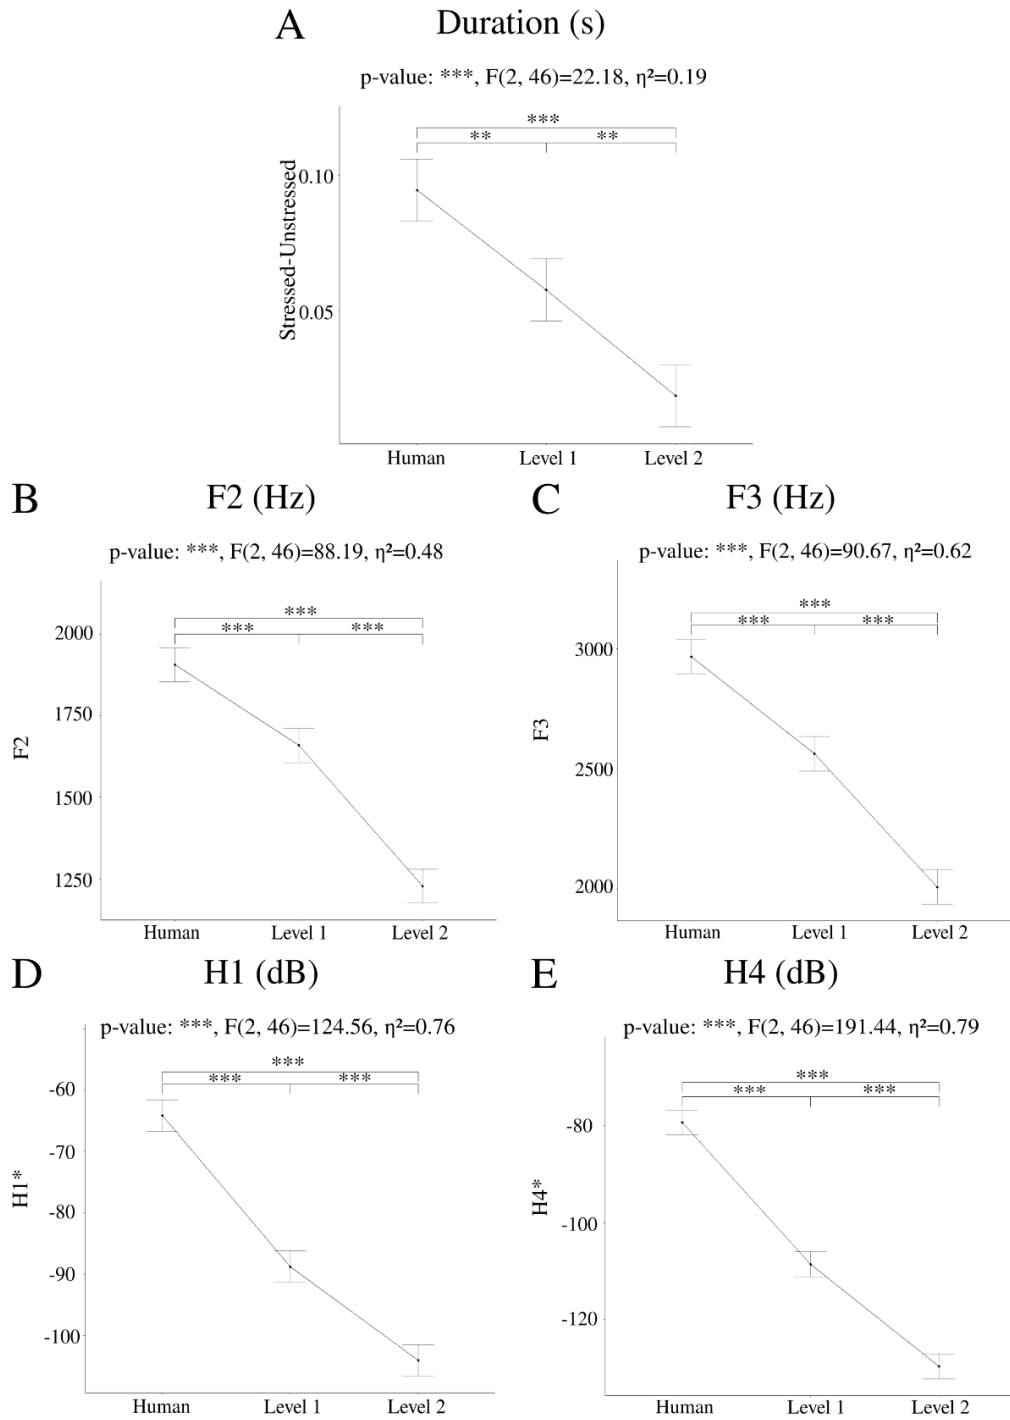 A
Duration (s)
p-value: ***, F(2, 46)=22.18, η²=0.19
***
** **
Stressed-Unstressed
0.10
0.05
Human Level 1 Level 2
B
F2 (Hz)
p-value: ***, F(2, 46)=88.19, η²=0.48
***
*** ***
F2
2000
1750
1500
1250
Human Level 1 Level 2
C
F3 (Hz)
p-value: ***, F(2, 46)=90.67, η²=0.62
***
*** ***
F3
3000
2500
2000
Human Level 1 Level 2
D
H1 (dB)
p-value: ***, F(2, 46)=124.56, η²=0.76
***
*** ***
H1*
-60
-70
-80
-90
-100
Human Level 1 Level 2
E
H4 (dB)
p-value: ***, F(2, 46)=191.44, η²=0.79
***
*** ***
H4*
-80
-100
-120
Human Level 1 Level 2